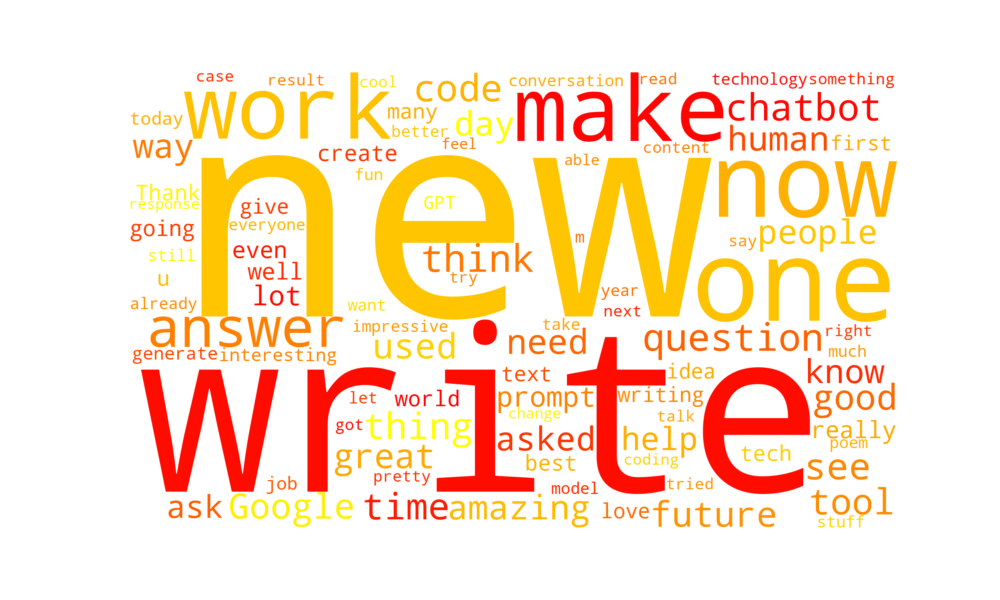 case result cool code conversation read technology something
today work many make chatbot
better day
way create feel able content human first
fun
Thank new now
response give GPT
going everyone m say people
still even think
u well try one
already lot want year next
answer impressive used take need question right
generate interesting much
write let world text idea know
prompt writing good
got thing change talk really
asked help poem
great best coding tech see
job pretty model tried
ask Google time amazing love future tool
stuff